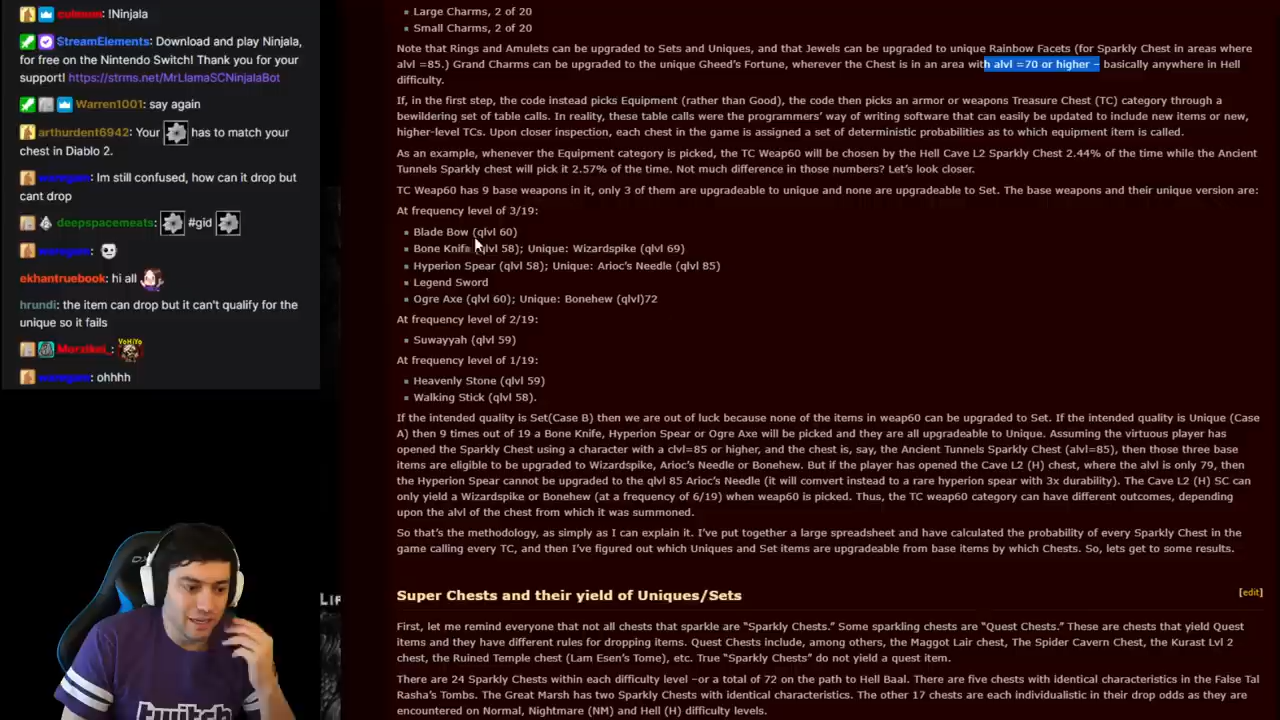 culmum: !Ninjala
StreamElements: Download and play Ninjala,
for free on the Nintendo Switch! Thank you for your
support! https://strms.net/MrLlamaSCNinjalaBot
Warren1001: say again
arthurdent6942: Your has to match your
chest in Diablo 2.
Im still confused, how can it drop but
cant drop
deepspacemeats: #gid
ekhantruebook: hi all
hrundi: the item can drop but it can't qualify for the
unique so it fails
ohhhh
Large Charms, 2 of 20
Small Charms, 2 of 20
Note that Rings and Amulets can be upgraded to Sets and Uniques, and that Jewels can be upgraded to unique Rainbow Facets (for Sparkly Chest in areas where
alvl =85.) Grand Charms can be upgraded to the unique Gheed's Fortune, wherever the Chest is in an area with alvl =70 or higher – basically anywhere in Hell
difficulty.
If, in the first step, the code instead picks Equipment (rather than Good), the code then picks an armor or weapons Treasure Chest (TC) category through a
bewildering set of table calls. In reality, these table calls were the programmers' way of writing software that can easily be updated to include new items or new,
higher-level TCs. Upon closer inspection, each chest in the game is assigned a set of deterministic probabilities as to which equipment item is called.
As an example, whenever the Equipment category is picked, the TC Weap60 will be chosen by the Hell Cave L2 Sparkly Chest 2.44% of the time while the Ancient
Tunnels Sparkly chest will pick it 2.57% of the time. Not much difference in those numbers? Let's look closer.
TC Weap60 has 9 base weapons in it, only 3 of them are upgradeable to unique and none are upgradeable to Set. The base weapons and their unique version are:
At frequency level of 3/19:
Blade Bow (qlvl 60)
Bone Knife (qlvl 58); Unique: Wizardspike (qlvl 69)
Hyperion Spear (qlvl 58); Unique: Arioc's Needle (qlvl 85)
Legend Sword
Ogre Axe (qlvl 60); Unique: Bonehew (qlvl)72
At frequency level of 2/19:
Suwayyah (qlvl 59)
At frequency level of 1/19:
Heavenly Stone (qlvl 59)
Walking Stick (qlvl 58).
If the intended quality is Set(Case B) then we are out of luck because none of the items in weap60 can be upgraded to Set. If the intended quality is Unique (Case
A) then 9 times out of 19 a Bone Knife, Hyperion Spear or Ogre Axe will be picked and they are all upgradeable to Unique. Assuming the virtuous player has
opened the Sparkly Chest using a character with a clvl=85 or higher, and the chest is, say, the Ancient Tunnels Sparkly Chest (alvl=85), then those three base
items are eligible to be upgraded to Wizardspike, Arioc's Needle or Bonehew. But if the player has opened the Cave L2 (H) chest, where the alvl is only 79, then
the Hyperion Spear cannot be upgraded to the qlvl 85 Arioc's Needle (it will comvert instead to a rare hyperion spear with 3x durability). The Cave L2 (H) SC can
only yield a Wizardspike or Bonehew (at a frequency of 6/19) when weap60 is picked. Thus, the TC weap60 category can have different outcomes, depending
upon the alvl of the chest from which it was summoned.
So that's the methodology, as simply as I can explain it. I've put together a large spreadsheet and have calculated the probability of every Sparkly Chest in the
game calling every TC, and then I've figured out which Uniques and Set items are upgradeable from base items by which Chests. So, lets get to some results.
Super Chests and their yield of Uniques/Sets
[edit]
First, let me remind everyone that not all chests that sparkle are "Sparkly Chests." Some sparkling chests are "Quest Chests." These are chests that yield Quest
items and they have different rules for dropping items. Quest Chests include, among others, the Maggot Lair chest, The Spider Cavern Chest, the Kurast Lvl 2
chest, the Ruined Temple chest (Lam Esen's Tome), etc. True "Sparkly Chests" do not yield a quest item.
There are 24 Sparkly Chests within each difficulty level –or a total of 72 on the path to Hell Baal. There are five chests with identical characteristics in the False Tal
Rasha's Tombs. The Great Marsh has two Sparkly Chests with identical characteristics. The other 17 chests are each individualistic in their drop odds as they are
encountered on Normal, Nightmare (NM) and Hell (H) difficulty levels.
twitch